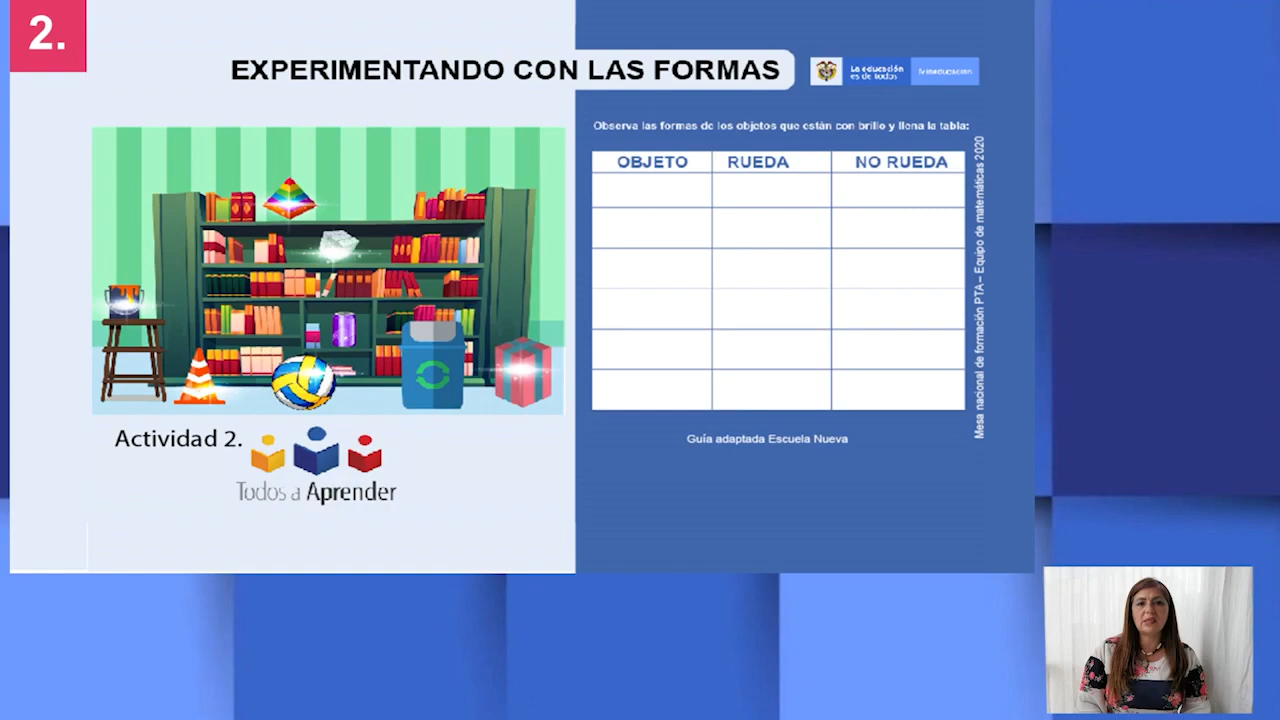 2.
EXPERIMENTANDO CON LAS FORMAS
La educación
es de todos
Mineducación
Observa las formas de los objetos que están con brillo y llena la tabla:
OBJETO RUEDA NO RUEDA
Mesa nacional de formación PTA – Equipo de matemáticas 2020
Guía adaptada Escuela Nueva
Actividad 2.
Todos a Aprender